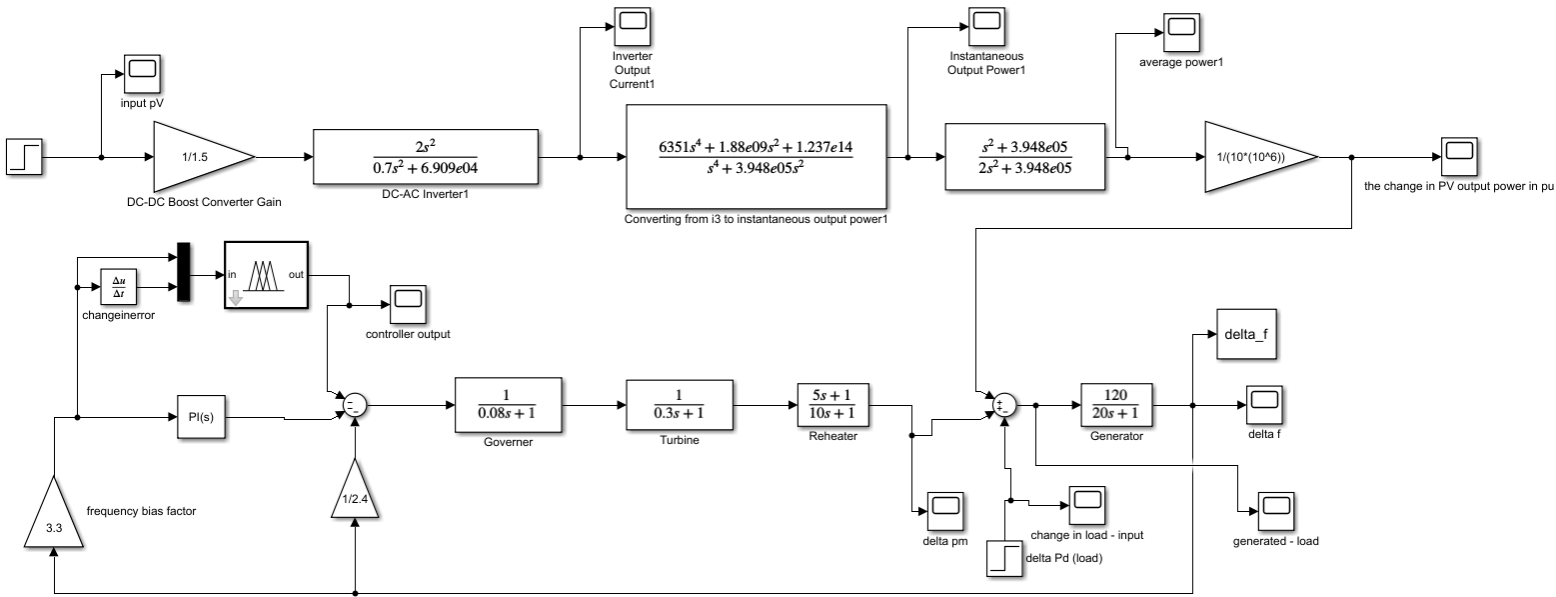 Inverter
Output
Current1
Instantaneous
Output Power1
average power1
input pV
1/1.5
2s²
0.7s² + 6.909e04
6351s⁴ + 1.88e09s² + 1.237e14
s⁴ + 3.948e05s²
s² + 3.948e05
2s² + 3.948e05
1/(10*(10^6))
DC-DC Boost Converter Gain
DC-AC Inverter1
Converting from i3 to instantaneous output power1
the change in PV output power in pu
Δu
Δt
changeinerror
in
out
controller output
delta_f
PI(s)
1
0.08s + 1
Governer
1
0.3s + 1
Turbine
5s + 1
10s + 1
Reheater
120
20s + 1
Generator
delta f
3.3
frequency bias factor
1/2.4
delta pm
change in load - input
generated - load
delta Pd (load)